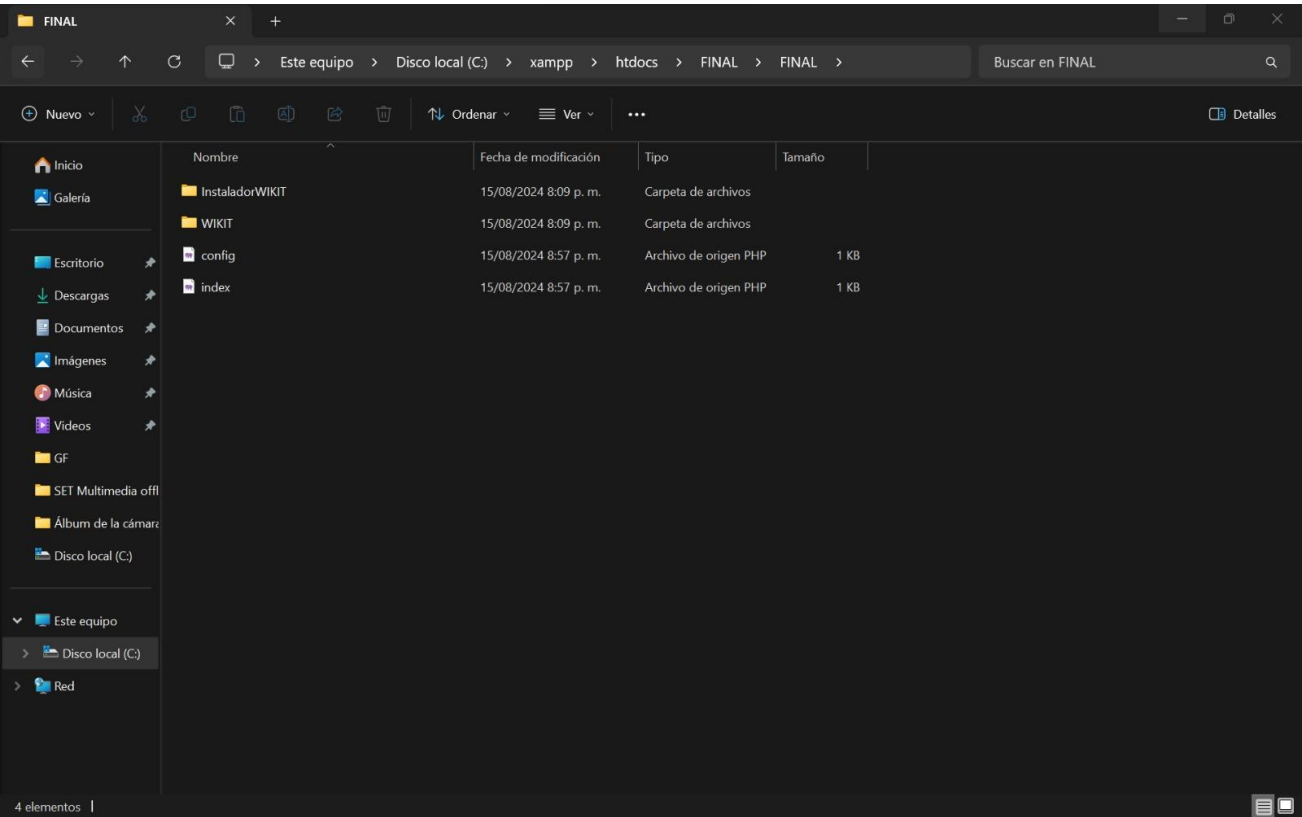 FINAL
Este equipo > Disco local (C:) > xampp > htdocs > FINAL > FINAL >
Buscar en FINAL
Nuevo
Ordenar
Ver
Detalles
Inicio
Galería
Escritorio
Descargas
Documentos
Imágenes
Música
Videos
GF
SET Multimedia offl
Álbum de la cámara
Disco local (C:)
Este equipo
Disco local (C:)
Red
Nombre Fecha de modificación Tipo Tamaño
InstaladorWIKIT 15/08/2024 8:09 p. m. Carpeta de archivos
WIKIT 15/08/2024 8:09 p. m. Carpeta de archivos
config 15/08/2024 8:57 p. m. Archivo de origen PHP 1 KB
index 15/08/2024 8:57 p. m. Archivo de origen PHP 1 KB
4 elementos